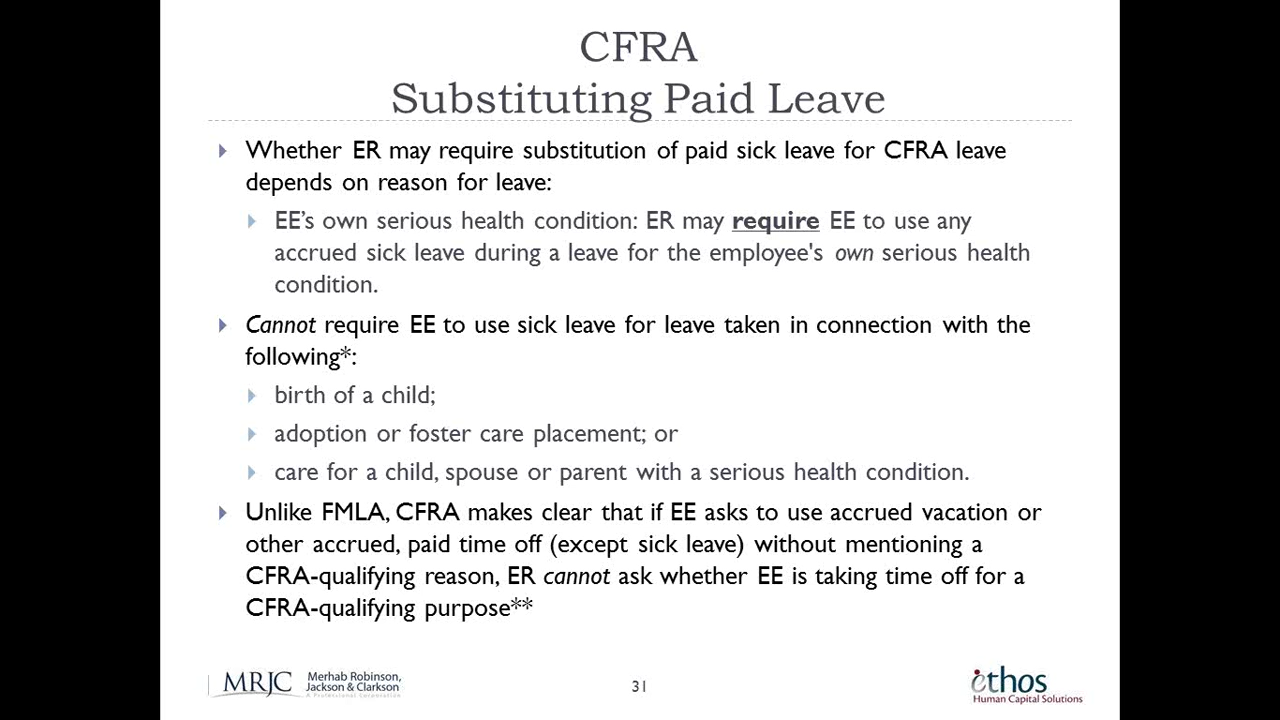 CFRA
Substituting Paid Leave
Whether ER may require substitution of paid sick leave for CFRA leave
depends on reason for leave:
EE’s own serious health condition: ER may require EE to use any
accrued sick leave during a leave for the employee's own serious health
condition.
Cannot require EE to use sick leave for leave taken in connection with the
following*:
birth of a child;
adoption or foster care placement; or
care for a child, spouse or parent with a serious health condition.
Unlike FMLA, CFRA makes clear that if EE asks to use accrued vacation or
other accrued, paid time off (except sick leave) without mentioning a
CFRA-qualifying reason, ER cannot ask whether EE is taking time off for a
CFRA-qualifying purpose**
MRJC Merhab Robinson,
Jackson & Clarkson
A Professional Corporation
31
ethos
Human Capital Solutions